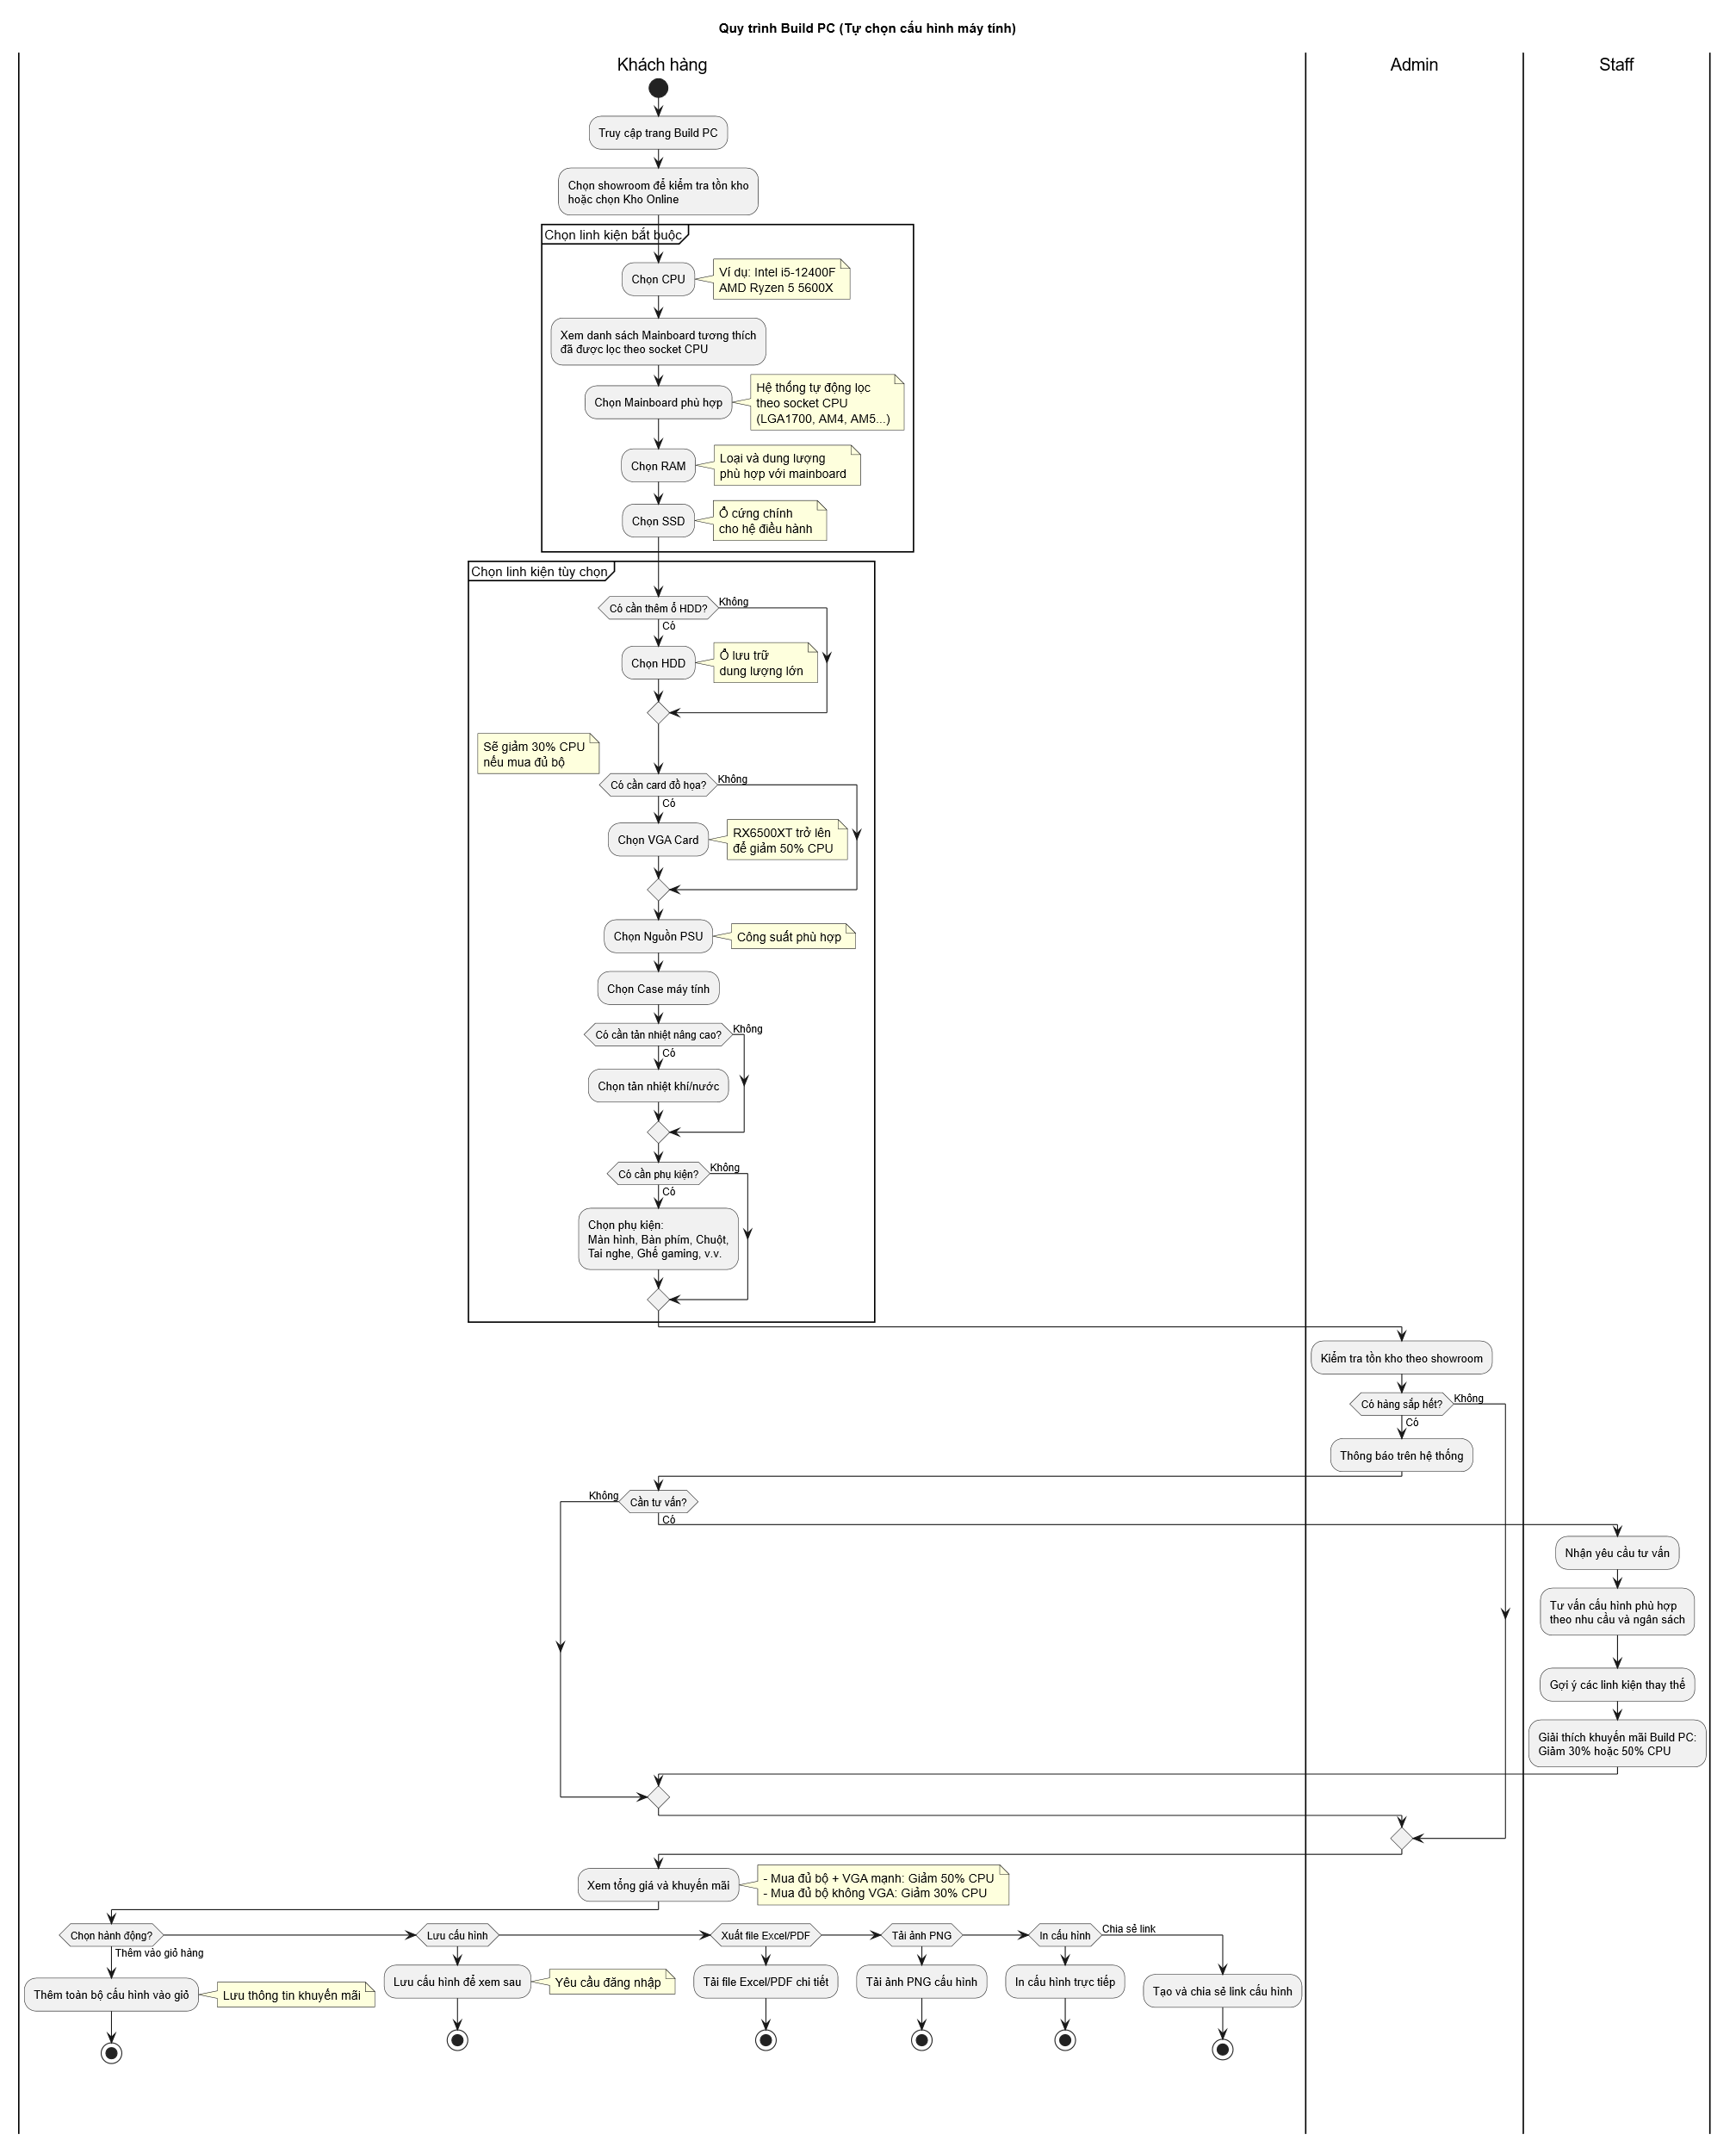 Quy trình Build PC (Tự chọn cấu hình máy tính)
Khách hàng
Admin
Staff
Truy cập trang Build PC
Chọn showroom để kiểm tra tồn kho
hoặc chọn Kho Online
Chọn linh kiện bắt buộc
Chọn CPU
Ví dụ: Intel i5-12400F
AMD Ryzen 5 5600X
Xem danh sách Mainboard tương thích
đã được lọc theo socket CPU
Chọn Mainboard phù hợp
Hệ thống tự động lọc
theo socket CPU
(LGA1700, AM4, AM5...)
Chọn RAM
Loại và dung lượng
phù hợp với mainboard
Chọn SSD
Ổ cứng chính
cho hệ điều hành
Chọn linh kiện tùy chọn
Có cần thêm ổ HDD?
Không
Có
Chọn HDD
Ổ lưu trữ
dung lượng lớn
Sẽ giảm 30% CPU
nếu mua đủ bộ
Có cần card đồ họa?
Không
Có
Chọn VGA Card
RX6500XT trở lên
để giảm 50% CPU
Chọn Nguồn PSU
Công suất phù hợp
Chọn Case máy tính
Có cần tản nhiệt nâng cao?
Không
Có
Chọn tản nhiệt khí/nước
Có cần phụ kiện?
Không
Có
Chọn phụ kiện:
Màn hình, Bàn phím, Chuột,
Tai nghe, Ghế gaming, v.v.
Kiểm tra tồn kho theo showroom
Có hàng sắp hết?
Không
Có
Thông báo trên hệ thống
Không
Cần tư vấn?
Có
Nhận yêu cầu tư vấn
Tư vấn cấu hình phù hợp
theo nhu cầu và ngân sách
Gợi ý các linh kiện thay thế
Giải thích khuyến mãi Build PC:
Giảm 30% hoặc 50% CPU
Xem tổng giá và khuyến mãi
- Mua đủ bộ + VGA mạnh: Giảm 50% CPU
- Mua đủ bộ không VGA: Giảm 30% CPU
Chọn hành động?
Thêm vào giỏ hàng
Lưu cấu hình
Xuất file Excel/PDF
Tải ảnh PNG
In cấu hình
Chia sẻ link
Thêm toàn bộ cấu hình vào giỏ
Lưu thông tin khuyến mãi
Lưu cấu hình để xem sau
Yêu cầu đăng nhập
Tải file Excel/PDF chi tiết
Tải ảnh PNG cấu hình
In cấu hình trực tiếp
Tạo và chia sẻ link cấu hình